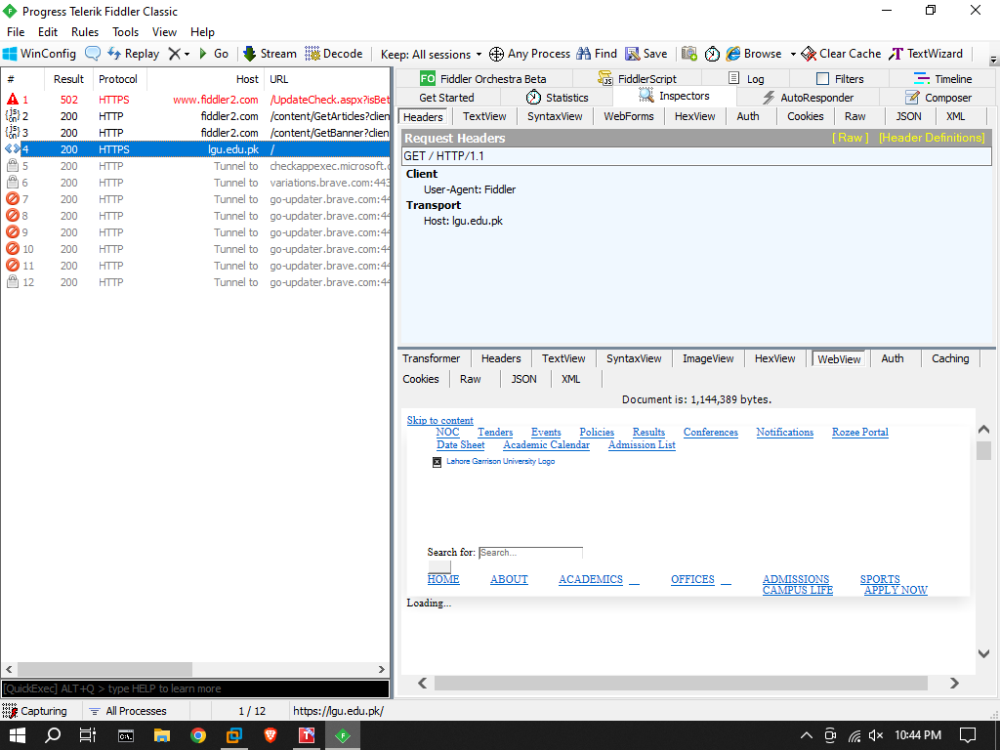 Progress Telerik Fiddler Classic
File Edit Rules Tools View Help
WinConfig Replay X Go Stream Decode Keep: All sessions Any Process Find Save Browse Clear Cache TextWizard
# Result Protocol Host URL
1 502 HTTPS www.fiddler2.com /UpdateCheck.aspx?isBet
2 200 HTTP fiddler2.com /content/GetArticles?clien
3 200 HTTP fiddler2.com /content/GetBanner?client
4 200 HTTPS lgu.edu.pk /
5 200 HTTP Tunnel to checkappexec.microsoft.c
6 200 HTTP Tunnel to variations.brave.com:443
7 200 HTTP Tunnel to go-updater.brave.com:44
8 200 HTTP Tunnel to go-updater.brave.com:44
9 200 HTTP Tunnel to go-updater.brave.com:44
10 200 HTTP Tunnel to go-updater.brave.com:44
11 200 HTTP Tunnel to go-updater.brave.com:44
12 200 HTTP Tunnel to go-updater.brave.com:44
[QuickExec] ALT+Q > type HELP to learn more
FO Fiddler Orchestra Beta FiddlerScript Log Filters Timeline
Get Started Statistics Inspectors AutoResponder Composer
Headers TextView SyntaxView WebForms HexView Auth Cookies Raw JSON XML
Request Headers [ Raw ] [Header Definitions]
GET / HTTP/1.1
Client
User-Agent: Fiddler
Transport
Host: lgu.edu.pk
Transformer Headers TextView SyntaxView ImageView HexView WebView Auth Caching
Cookies Raw JSON XML
Document is: 1,144,389 bytes.
Skip to content
NOC Tenders Events Policies Results Conferences Notifications Rozee Portal
Date Sheet Academic Calendar Admission List
Lahore Garrison University Logo
Search for: Search...
HOME ABOUT ACADEMICS OFFICES ADMISSIONS SPORTS
CAMPUS LIFE APPLY NOW
Loading...
Capturing All Processes 1 / 12 https://lgu.edu.pk/
10:44 PM